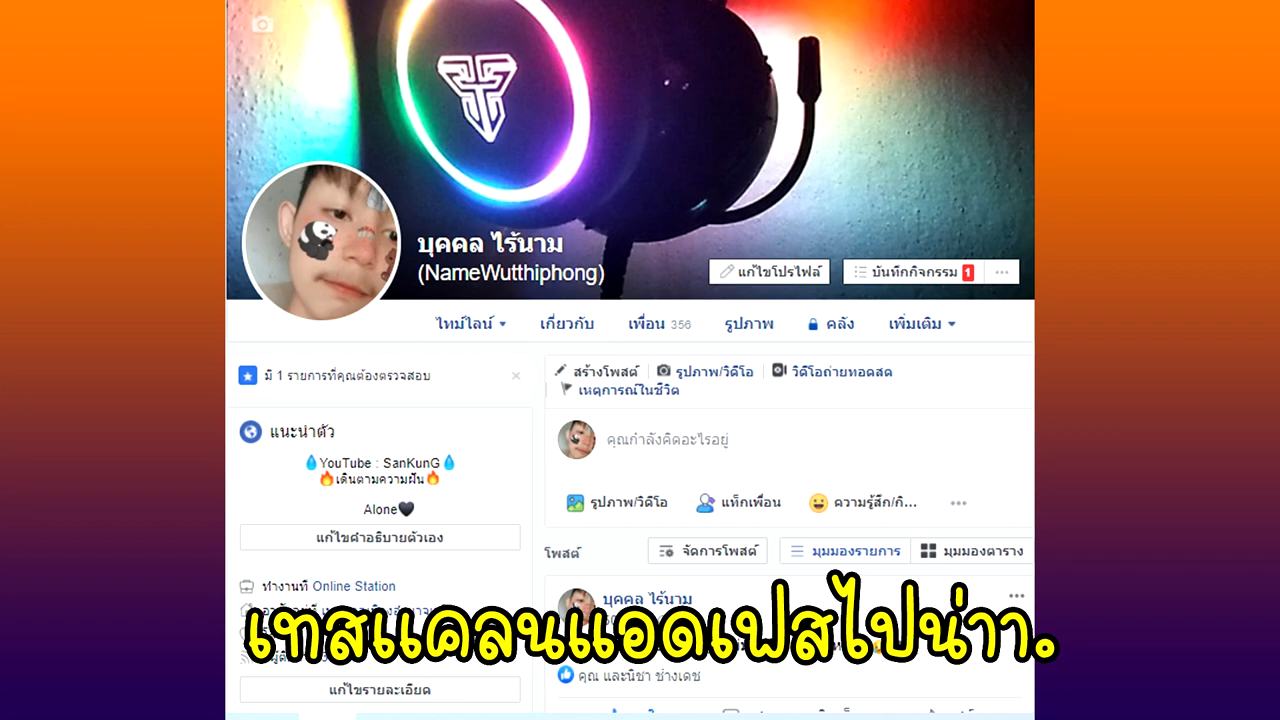 บุคคล ไร้นาม
(NameWutthiphong)
แก้ไขโปรไฟล์
บันทึกกิจกรรม 1
ไทม์ไลน์
เกี่ยวกับ
เพื่อน 356
รูปภาพ
คลัง
เพิ่มเติม
มี 1 รายการที่คุณต้องตรวจสอบ
แนะนำตัว
💧YouTube : SanKunG💧
🔥เดินตามความฝัน🔥
Alone🖤
แก้ไขคำอธิบายตัวเอง
ทำงานที่ Online Station
แก้ไขรายละเอียด
สร้างโพสต์
รูปภาพ/วิดีโอ
วิดีโอถ่ายทอดสด
เหตุการณ์ในชีวิต
คุณกำลังคิดอะไรอยู่
รูปภาพ/วิดีโอ
แท็กเพื่อน
ความรู้สึก/กิ...
โพสต์
จัดการโพสต์
มุมมองรายการ
มุมมองตาราง
บุคคล ไร้นาม
คุณ และนิชา ช่างเดช
เทสแคลนแอดเฟสไปน่าา.